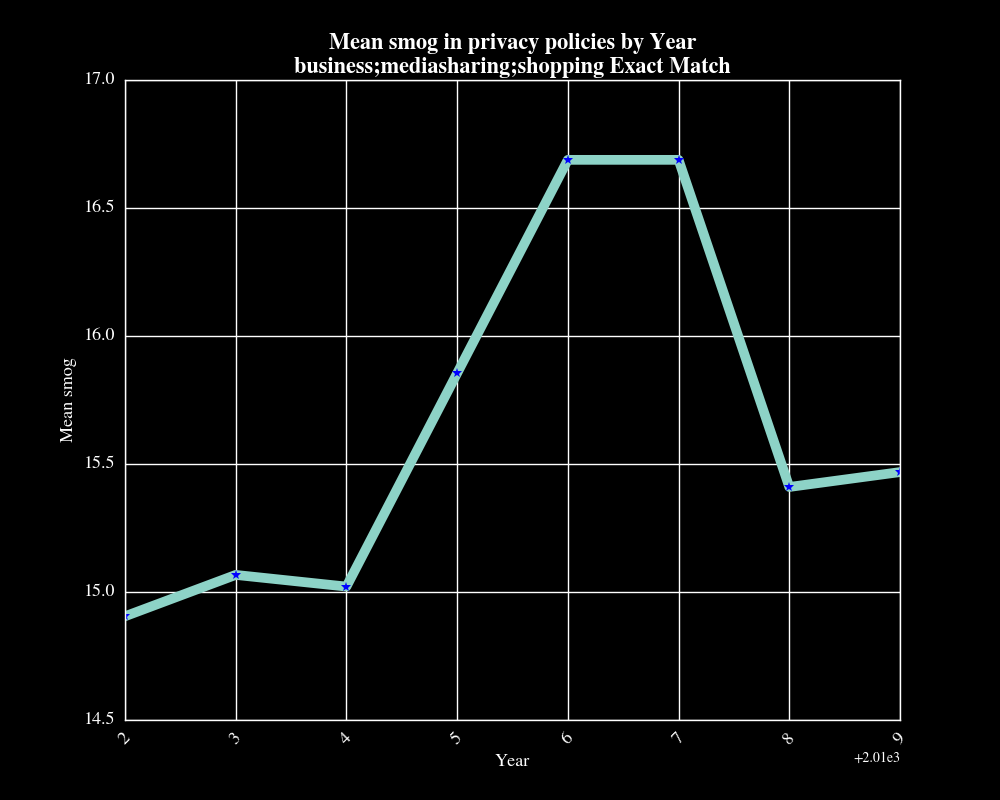 Mean smog in privacy policies by Year
business;mediasharing;shopping Exact Match
17.0
16.5
16.0
15.5
15.0
14.5
Mean smog
2 3 4 5 6 7 8 9
Year
+2.01e3